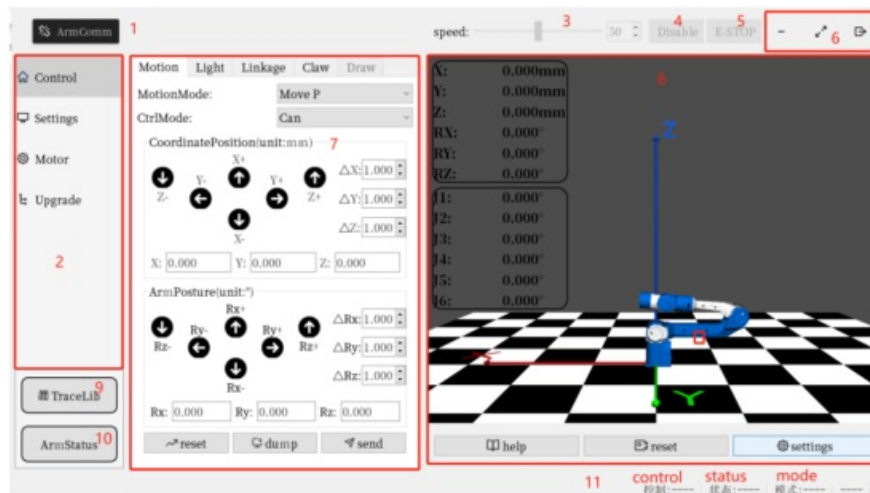 ArmComm 1
speed: 3 50 4 Disable 5 E-STOP 6
Control
Settings
Motor
Upgrade
2
Motion Light Linkage Claw Draw
MotionMode: Move P
CtrlMode: Can
CoordinatePosition(unit:mm) 7
X+
Z- Y- Y+ Z+
X-
△X: 1.000
△Y: 1.000
△Z: 1.000
X: 0.000 Y: 0.000 Z: 0.000
ArmPosture(unit:°)
Rx+
Rz- Ry- Ry+ Rz+
Rx-
△Rx: 1.000
△Ry: 1.000
△Rz: 1.000
Rx: 0.000 Ry: 0.000 Rz: 0.000
reset dump send
X: 0.000mm
Y: 0.000mm
Z: 0.000mm
RX: 0.000°
RY: 0.000°
RZ: 0.000°
J1: 0.000°
J2: 0.000°
J3: 0.000°
J4: 0.000°
J5: 0.000°
J6: 0.000°
8
Z
X
Y
help reset settings
TraceLib 9
ArmStatus 10
11 control status mode
控制:---- 状态:---- 模式:---- ----